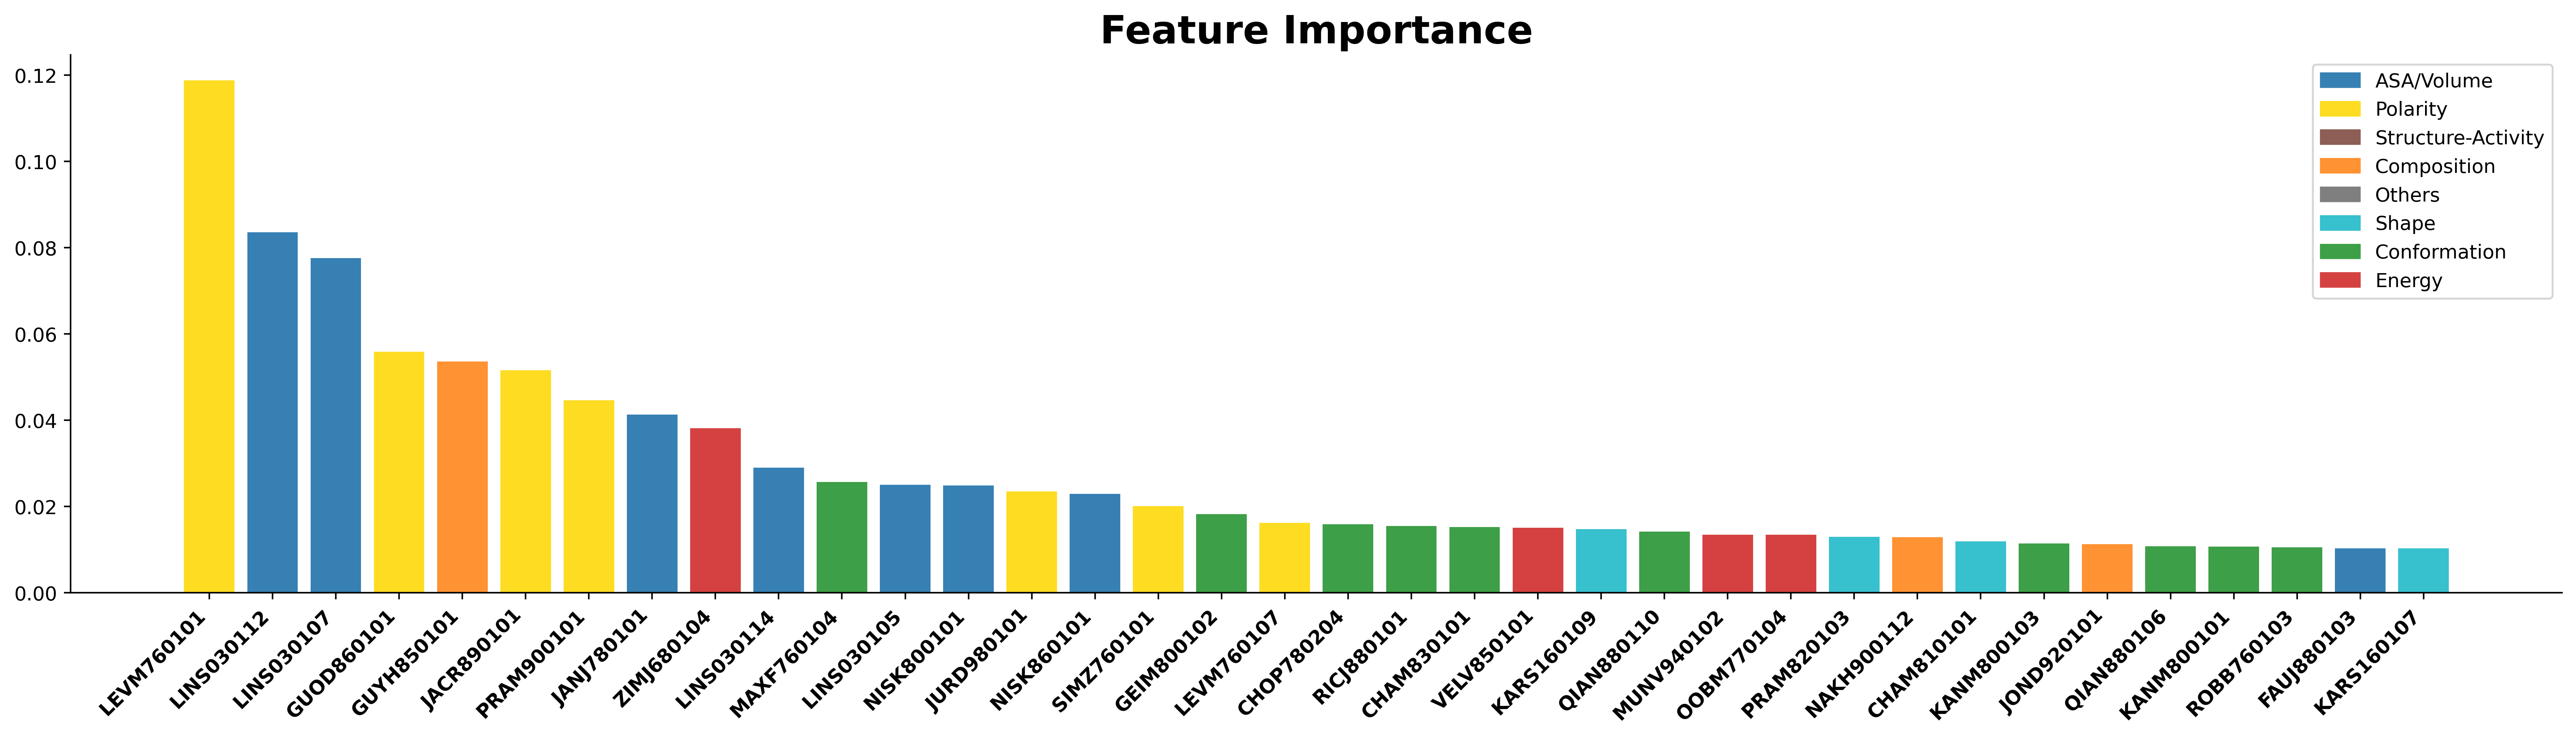 Feature Importance
0.12
0.10
0.08
0.06
0.04
0.02
0.00
ASA/Volume
Polarity
Structure-Activity
Composition
Others
Shape
Conformation
Energy
LEVM760101
LINS030112
LINS030107
GUOD860101
GUYH850101
JACR890101
PRAM900101
JANJ780101
ZIMJ680104
LINS030114
MAXF760104
LINS030105
NISK800101
JURD980101
NISK860101
SIMZ760101
GEIM800102
LEVM760107
CHOP780204
RICJ880101
CHAM830101
VELV850101
KARS160109
QIAN880110
MUNV940102
OOBM770104
PRAM820103
NAKH900112
CHAM810101
KANM800103
JOND920101
QIAN880106
KANM800101
ROBB760103
FAUJ880103
KARS160107